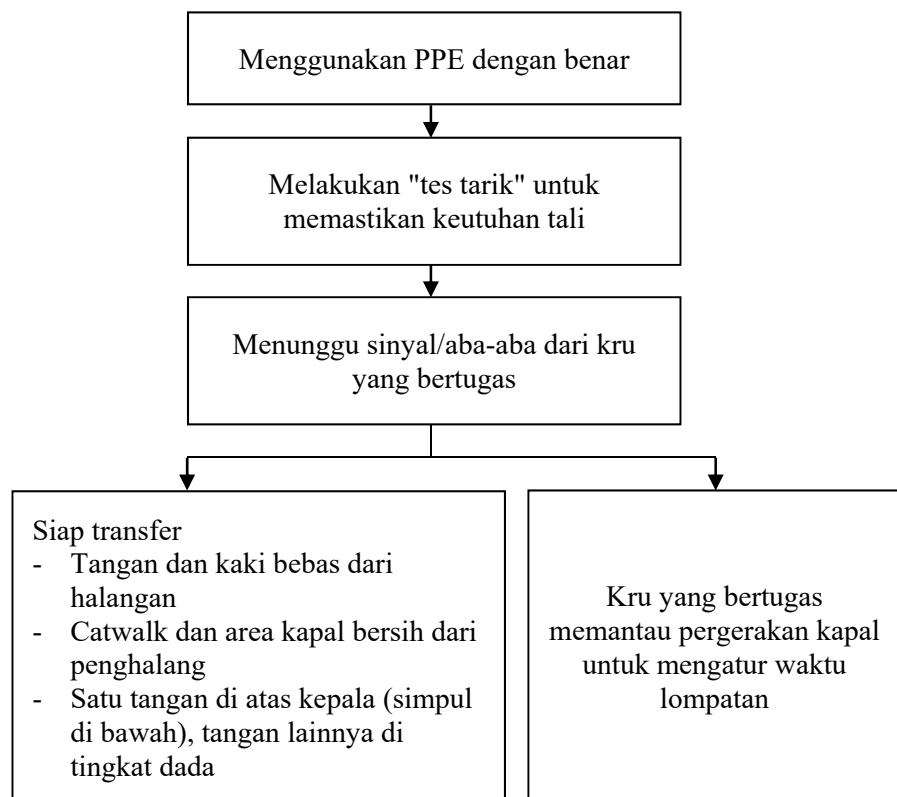 Menggunakan PPE dengan benar
Melakukan "tes tarik" untuk
memastikan keutuhan tali
Menunggu sinyal/aba-aba dari kru
yang bertugas
Siap transfer
- Tangan dan kaki bebas dari
halangan
- Catwalk dan area kapal bersih dari
penghalang
- Satu tangan di atas kepala (simpul
di bawah), tangan lainnya di
tingkat dada
Kru yang bertugas
memantau pergerakan kapal
untuk mengatur waktu
lompatan